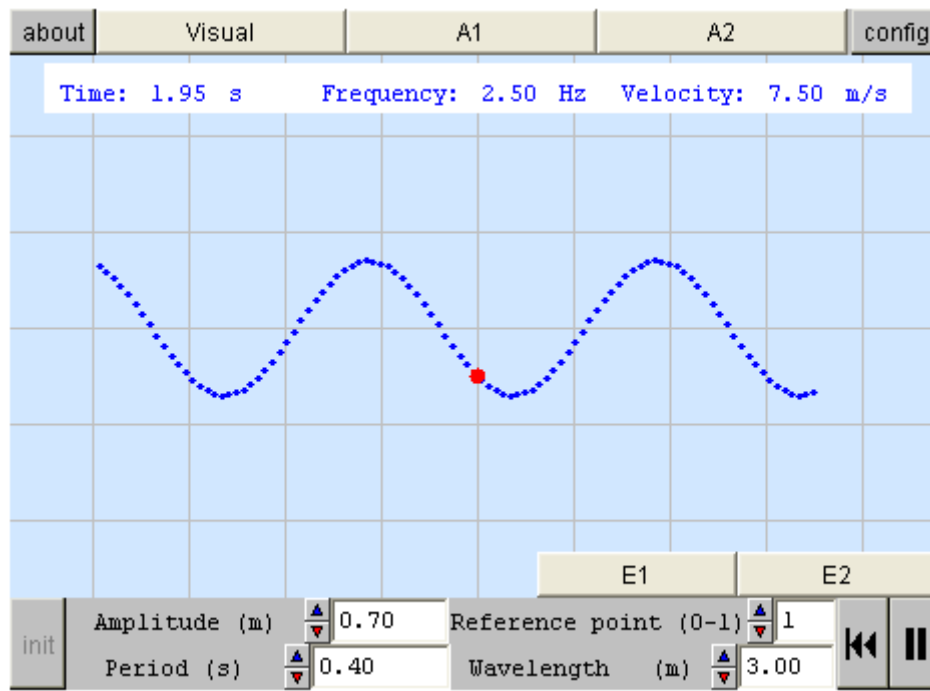 about Visual A1 A2 config
Time: 1.95 s Frequency: 2.50 Hz Velocity: 7.50 m/s
E1 E2
init Amplitude (m) 0.70 Reference point (0-1) 1
Period (s) 0.40 Wavelength (m) 3.00